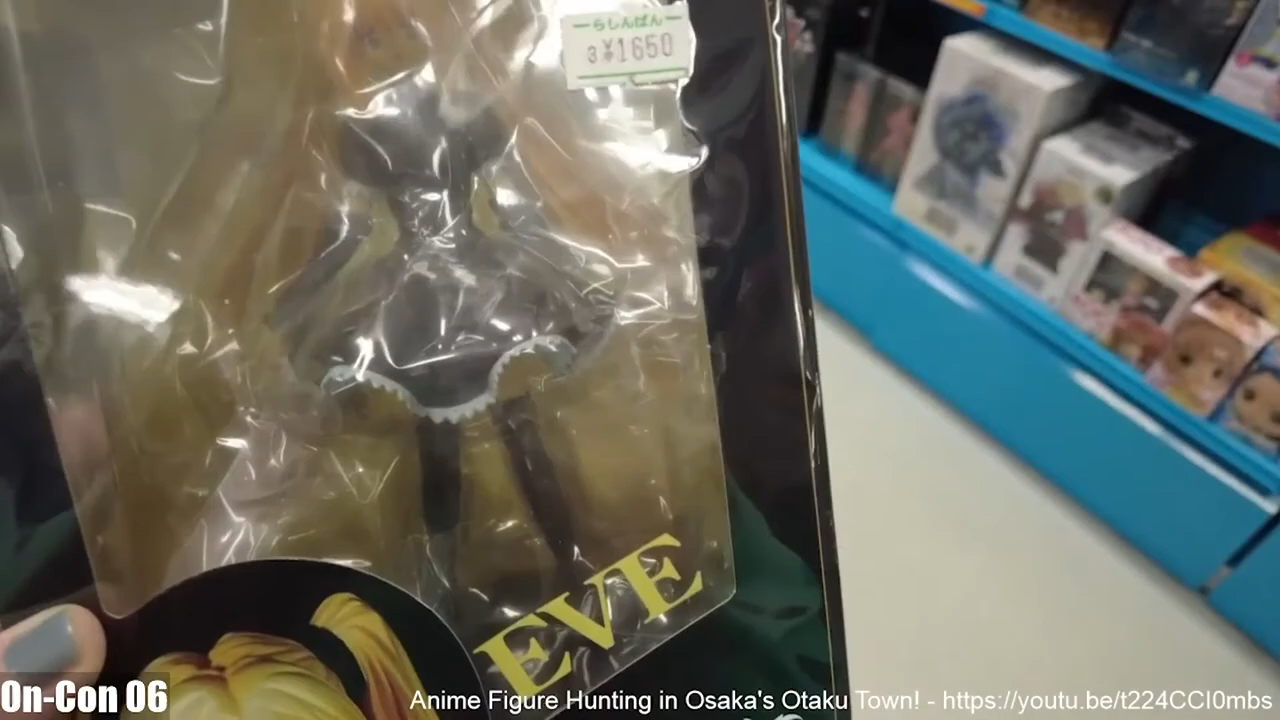 らしんばん
3 ¥1650
EVE
On-Con 06
Anime Figure Hunting in Osaka's Otaku Town! - https://youtu.be/t224CCI0mbs